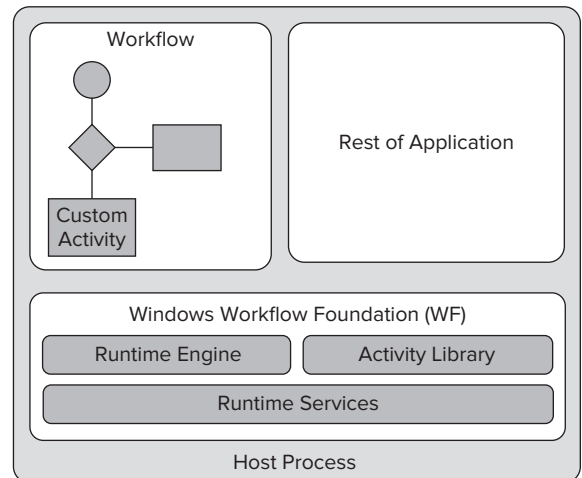 Workflow
Custom
Activity
Rest of Application
Windows Workflow Foundation (WF)
Runtime Engine
Activity Library
Runtime Services
Host Process